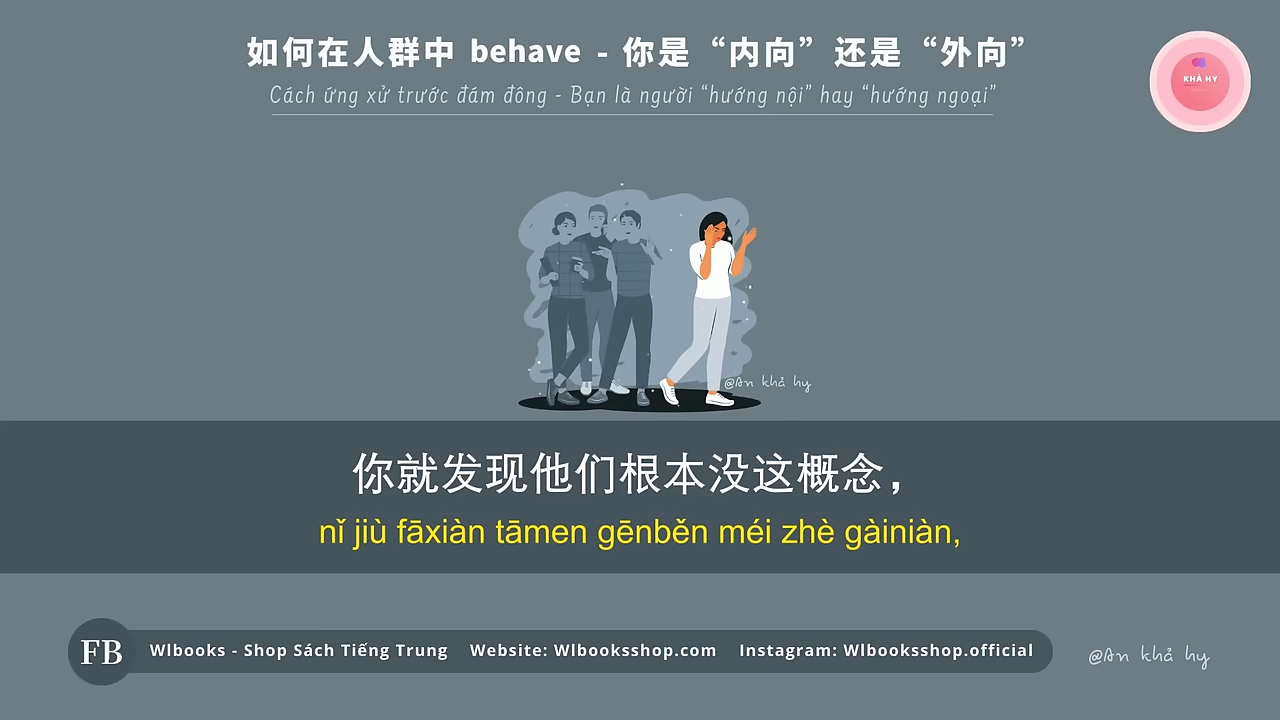 如何在人群中 behave - 你是“内向”还是“外向”
Cách ứng xử trước đám đông - Bạn là người “hướng nội” hay “hướng ngoại”
KHẢ HY
@An khả hy
你就发现他们根本没这概念，
nǐ jiù fāxiàn tāmen gēnběn méi zhè gàiniàn,
FB Wlbooks - Shop Sách Tiếng Trung Website: Wlbooksshop.com Instagram: Wlbooksshop.official
@An khả hy